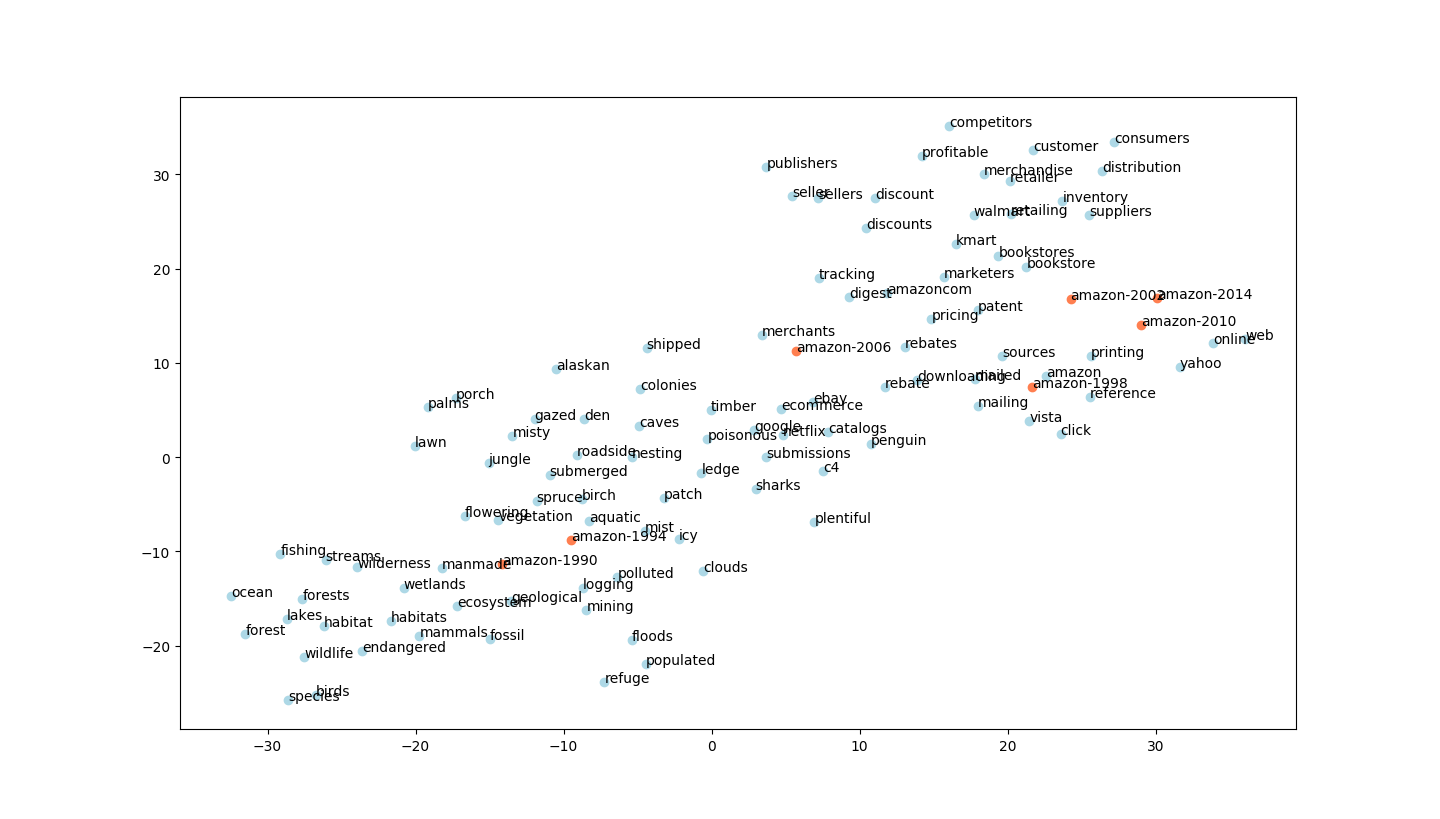 competitors
consumers
customer
profitable
publishers
distribution
merchandise
retailer
seller
sellers
discount
inventory
walmart
retailing
suppliers
discounts
kmart
bookstores
bookstore
tracking
marketers
digest
amazoncom
amazon-2002
amazon-2014
patent
pricing
amazon-2010
merchants
web
online
shipped
amazon-2006
rebates
sources
printing
alaskan
yahoo
downloading
mailed
amazon
colonies
rebate
amazon-1998
porch
palms
reference
timber
ecommerce
ebay
mailing
gazed
den
caves
vista
misty
poisonous
google
netflix
catalogs
click
lawn
penguin
jungle
roadside
nesting
submissions
submerged
ledge
c4
spruce
birch
patch
sharks
flowering
vegetation
aquatic
plentiful
mist
amazon-1994
icy
fishing
streams
wilderness
manmade
amazon-1990
polluted
clouds
wetlands
logging
ocean
forests
ecosystem
geological
mining
lakes
habitat
habitats
forest
mammals
fossil
floods
wildlife
endangered
populated
refuge
birds
species
30
20
10
0
−10
−20
−30
−20
−10
0
10
20
30